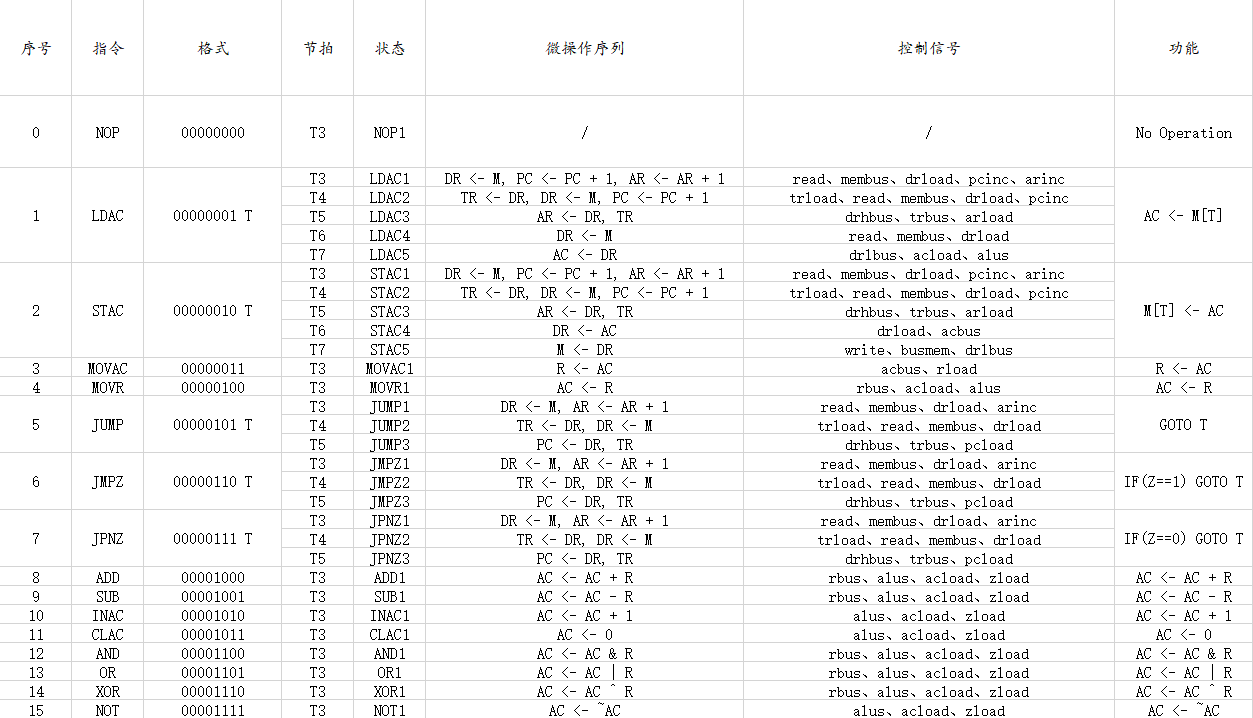 序号 指令 格式 节拍 状态 微操作序列 控制信号 功能
0 NOP 00000000 T3 NOP1 / / No Operation
T3 LDAC1 DR <- M, PC <- PC + 1, AR <- AR + 1 read、membus、drload、pcinc、arinc
T4 LDAC2 TR <- DR, DR <- M, PC <- PC + 1 trload、read、membus、drload、pcinc
1 LDAC 00000001 T T5 LDAC3 AR <- DR, TR drhbus、trbus、arload AC <- M[T]
T6 LDAC4 DR <- M read、membus、drload
T7 LDAC5 AC <- DR drlbus、acload、alus
T3 STAC1 DR <- M, PC <- PC + 1, AR <- AR + 1 read、membus、drload、pcinc、arinc
T4 STAC2 TR <- DR, DR <- M, PC <- PC + 1 trload、read、membus、drload、pcinc
2 STAC 00000010 T T5 STAC3 AR <- DR, TR drhbus、trbus、arload M[T] <- AC
T6 STAC4 DR <- AC drload、acbus
T7 STAC5 M <- DR write、busmem、drlbus
3 MOVAC 00000011 T3 MOVAC1 R <- AC acbus、rload R <- AC
4 MOVR 00000100 T3 MOVR1 AC <- R rbus、acload、alus AC <- R
T3 JUMP1 DR <- M, AR <- AR + 1 read、membus、drload、arinc
5 JUMP 00000101 T T4 JUMP2 TR <- DR, DR <- M trload、read、membus、drload GOTO T
T5 JUMP3 PC <- DR, TR drhbus、trbus、pcload
T3 JMPZ1 DR <- M, AR <- AR + 1 read、membus、drload、arinc
6 JMPZ 00000110 T T4 JMPZ2 TR <- DR, DR <- M trload、read、membus、drload IF(Z==1) GOTO T
T5 JMPZ3 PC <- DR, TR drhbus、trbus、pcload
T3 JPNZ1 DR <- M, AR <- AR + 1 read、membus、drload、arinc
7 JPNZ 00000111 T T4 JPNZ2 TR <- DR, DR <- M trload、read、membus、drload IF(Z==0) GOTO T
T5 JPNZ3 PC <- DR, TR drhbus、trbus、pcload
8 ADD 00001000 T3 ADD1 AC <- AC + R rbus、alus、acload、zload AC <- AC + R
9 SUB 00001001 T3 SUB1 AC <- AC - R rbus、alus、acload、zload AC <- AC - R
10 INAC 00001010 T3 INAC1 AC <- AC + 1 alus、acload、zload AC <- AC + 1
11 CLAC 00001011 T3 CLAC1 AC <- 0 alus、acload、zload AC <- 0
12 AND 00001100 T3 AND1 AC <- AC & R rbus、alus、acload、zload AC <- AC & R
13 OR 00001101 T3 OR1 AC <- AC | R rbus、alus、acload、zload AC <- AC | R
14 XOR 00001110 T3 XOR1 AC <- AC ^ R rbus、alus、acload、zload AC <- AC ^ R
15 NOT 00001111 T3 NOT1 AC <- ~AC alus、acload、zload AC <- ~AC